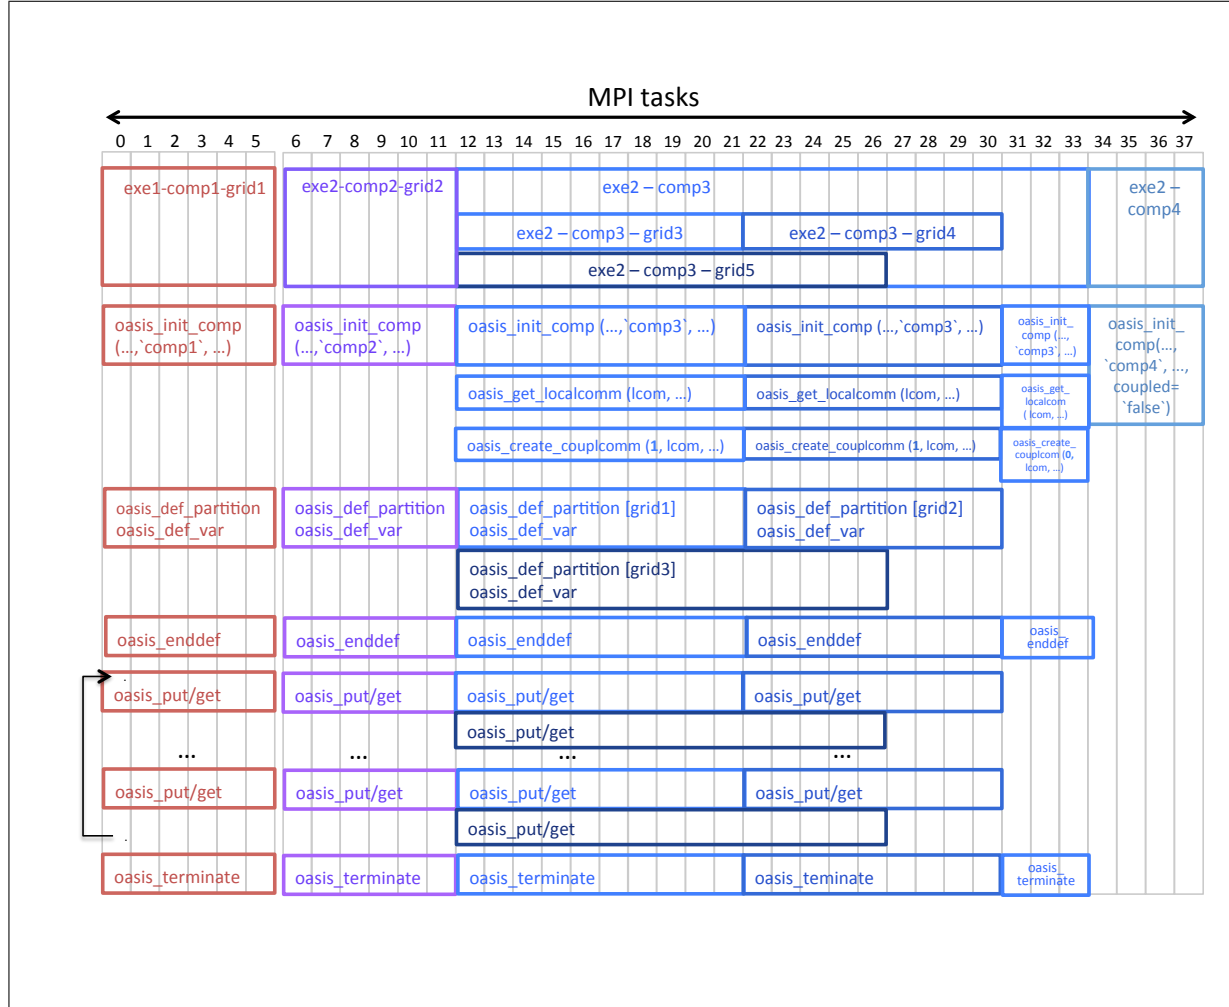 MPI tasks
0 1 2 3 4 5 6 7 8 9 10 11 12 13 14 15 16 17 18 19 20 21 22 23 24 25 26 27 28 29 30 31 32 33 34 35 36 37
exe1-comp1-grid1
exe2-comp2-grid2
exe2 – comp3
exe2 –
comp4
exe2 – comp3 – grid3
exe2 – comp3 – grid4
exe2 – comp3 – grid5
oasis_init_comp
(...,`comp1`, ...)
oasis_init_comp
(...,`comp2`, ...)
oasis_init_comp (...,`comp3`, ...)
oasis_init_comp (...,`comp3`, ...)
oasis_init_
comp (...,
`comp3`, ...)
oasis_init_
comp(...,
`comp4`, ...,
coupled=
`false`)
oasis_get_localcomm (lcom, ...)
oasis_get_localcomm (lcom, ...)
oasis_get_
localcom
( lcom, ...)
oasis_create_couplcomm (1, lcom, ...)
oasis_create_couplcomm (1, lcom, ...)
oasis_create_
couplcom (0,
lcom, ...)
oasis_def_partition
oasis_def_var
oasis_def_partition
oasis_def_var
oasis_def_partition [grid1]
oasis_def_var
oasis_def_partition [grid2]
oasis_def_var
oasis_def_partition [grid3]
oasis_def_var
oasis_enddef
oasis_enddef
oasis_enddef
oasis_enddef
oasis_
enddef
.
oasis_put/get
oasis_put/get
oasis_put/get
oasis_put/get
oasis_put/get
... ... ... ...
oasis_put/get
oasis_put/get
oasis_put/get
oasis_put/get
oasis_put/get
.
oasis_terminate
oasis_terminate
oasis_terminate
oasis_teminate
oasis_
terminate